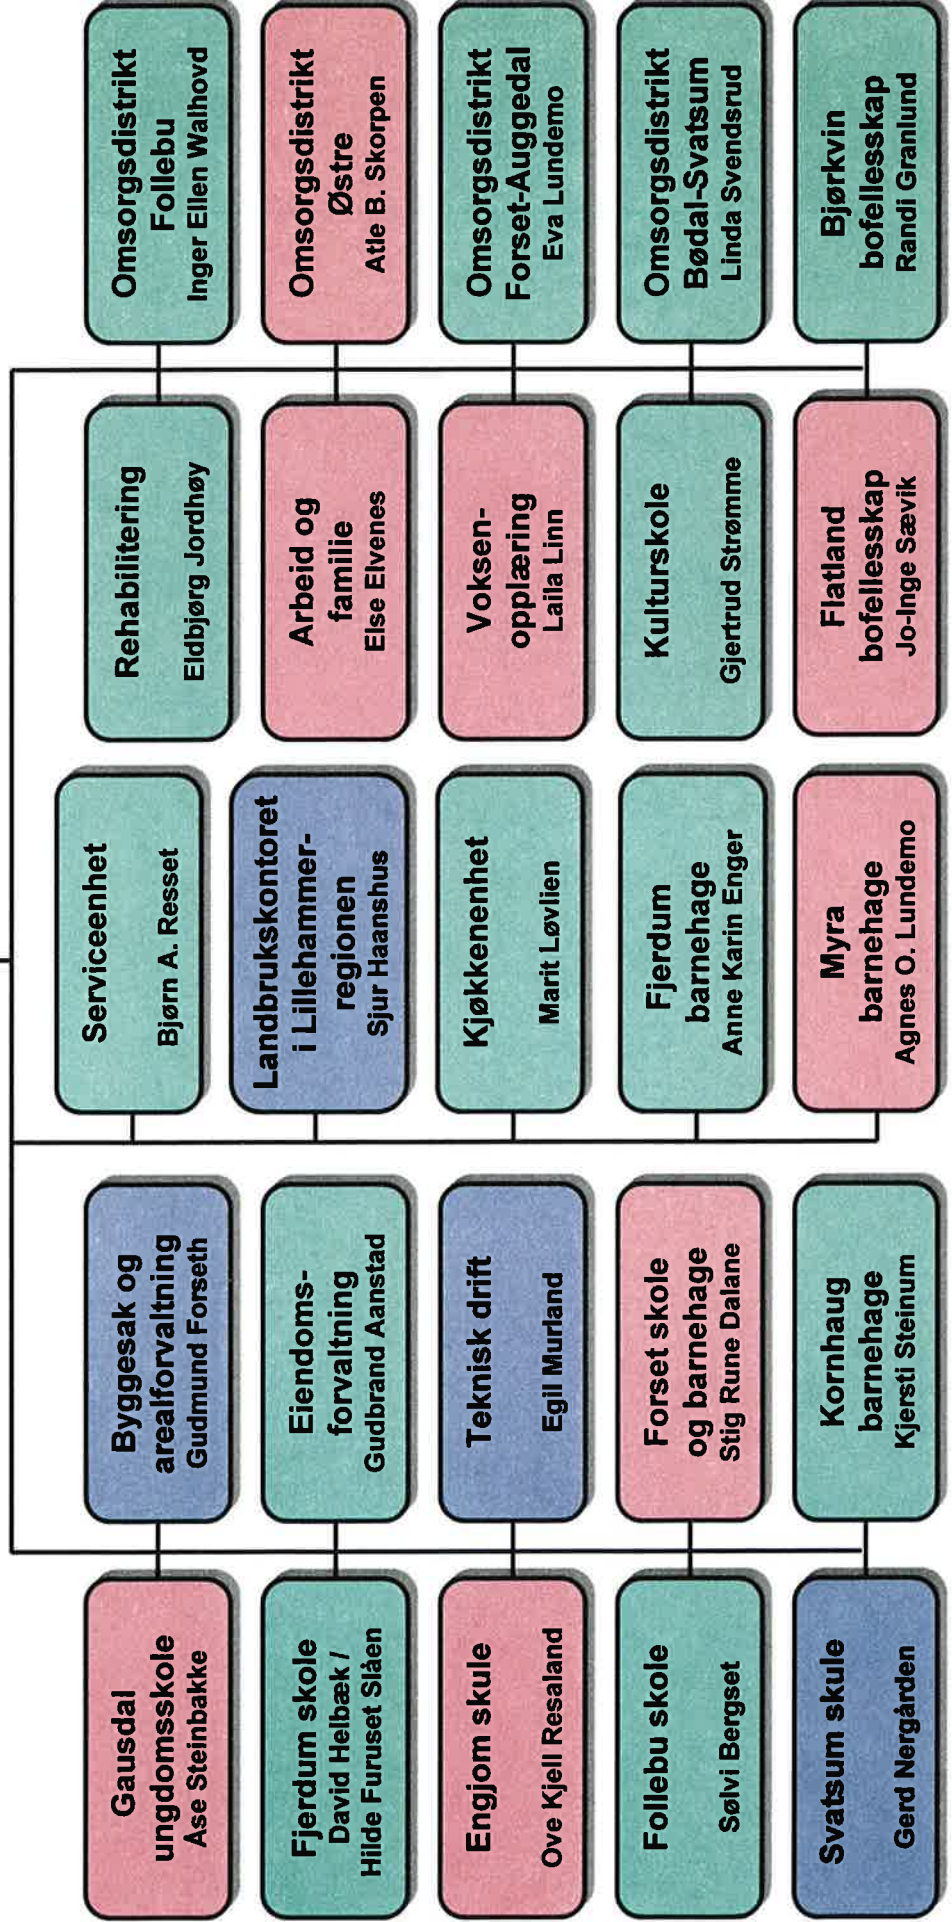 Gausdal
ungdomsskole
Åse Steinbakke
Fjerdum skole
David Helbæk /
Hilde Furuset Slåen
Engjom skule
Ove Kjell Resaland
Follebu skole
Sølvi Bergset
Svatsum skule
Gerd Nergården
Byggesak og
arealforvaltning
Gudmund Forseth
Eiendoms-
forvaltning
Gudbrand Aanstad
Teknisk drift
Egil Murland
Forset skole
og barnehage
Stig Rune Dalane
Kornhaug
barnehage
Kjersti Steinum
Serviceenhet
Bjørn A. Resset
Landbrukskontoret
i Lillehammer-
regionen
Sjur Haanshus
Kjøkkenenhet
Marit Løvlien
Fjerdum
barnehage
Anne Karin Enger
Myra
barnehage
Agnes O. Lundemo
Rehabilitering
Eldbjørg Jordhøy
Arbeid og
familie
Else Elvenes
Voksen-
opplæring
Laila Linn
Kulturskole
Gjertrud Strømme
Flatland
bofellesskap
Jo-Inge Sævik
Omsorgsdistrikt
Follebu
Inger Ellen Walhovd
Omsorgsdistrikt
Østre
Atle B. Skorpen
Omsorgsdistrikt
Forset-Auggedal
Eva Lundemo
Omsorgsdistrikt
Bødal-Svatsum
Linda Svendsrud
Bjørkvin
bofellesskap
Randi Granlund